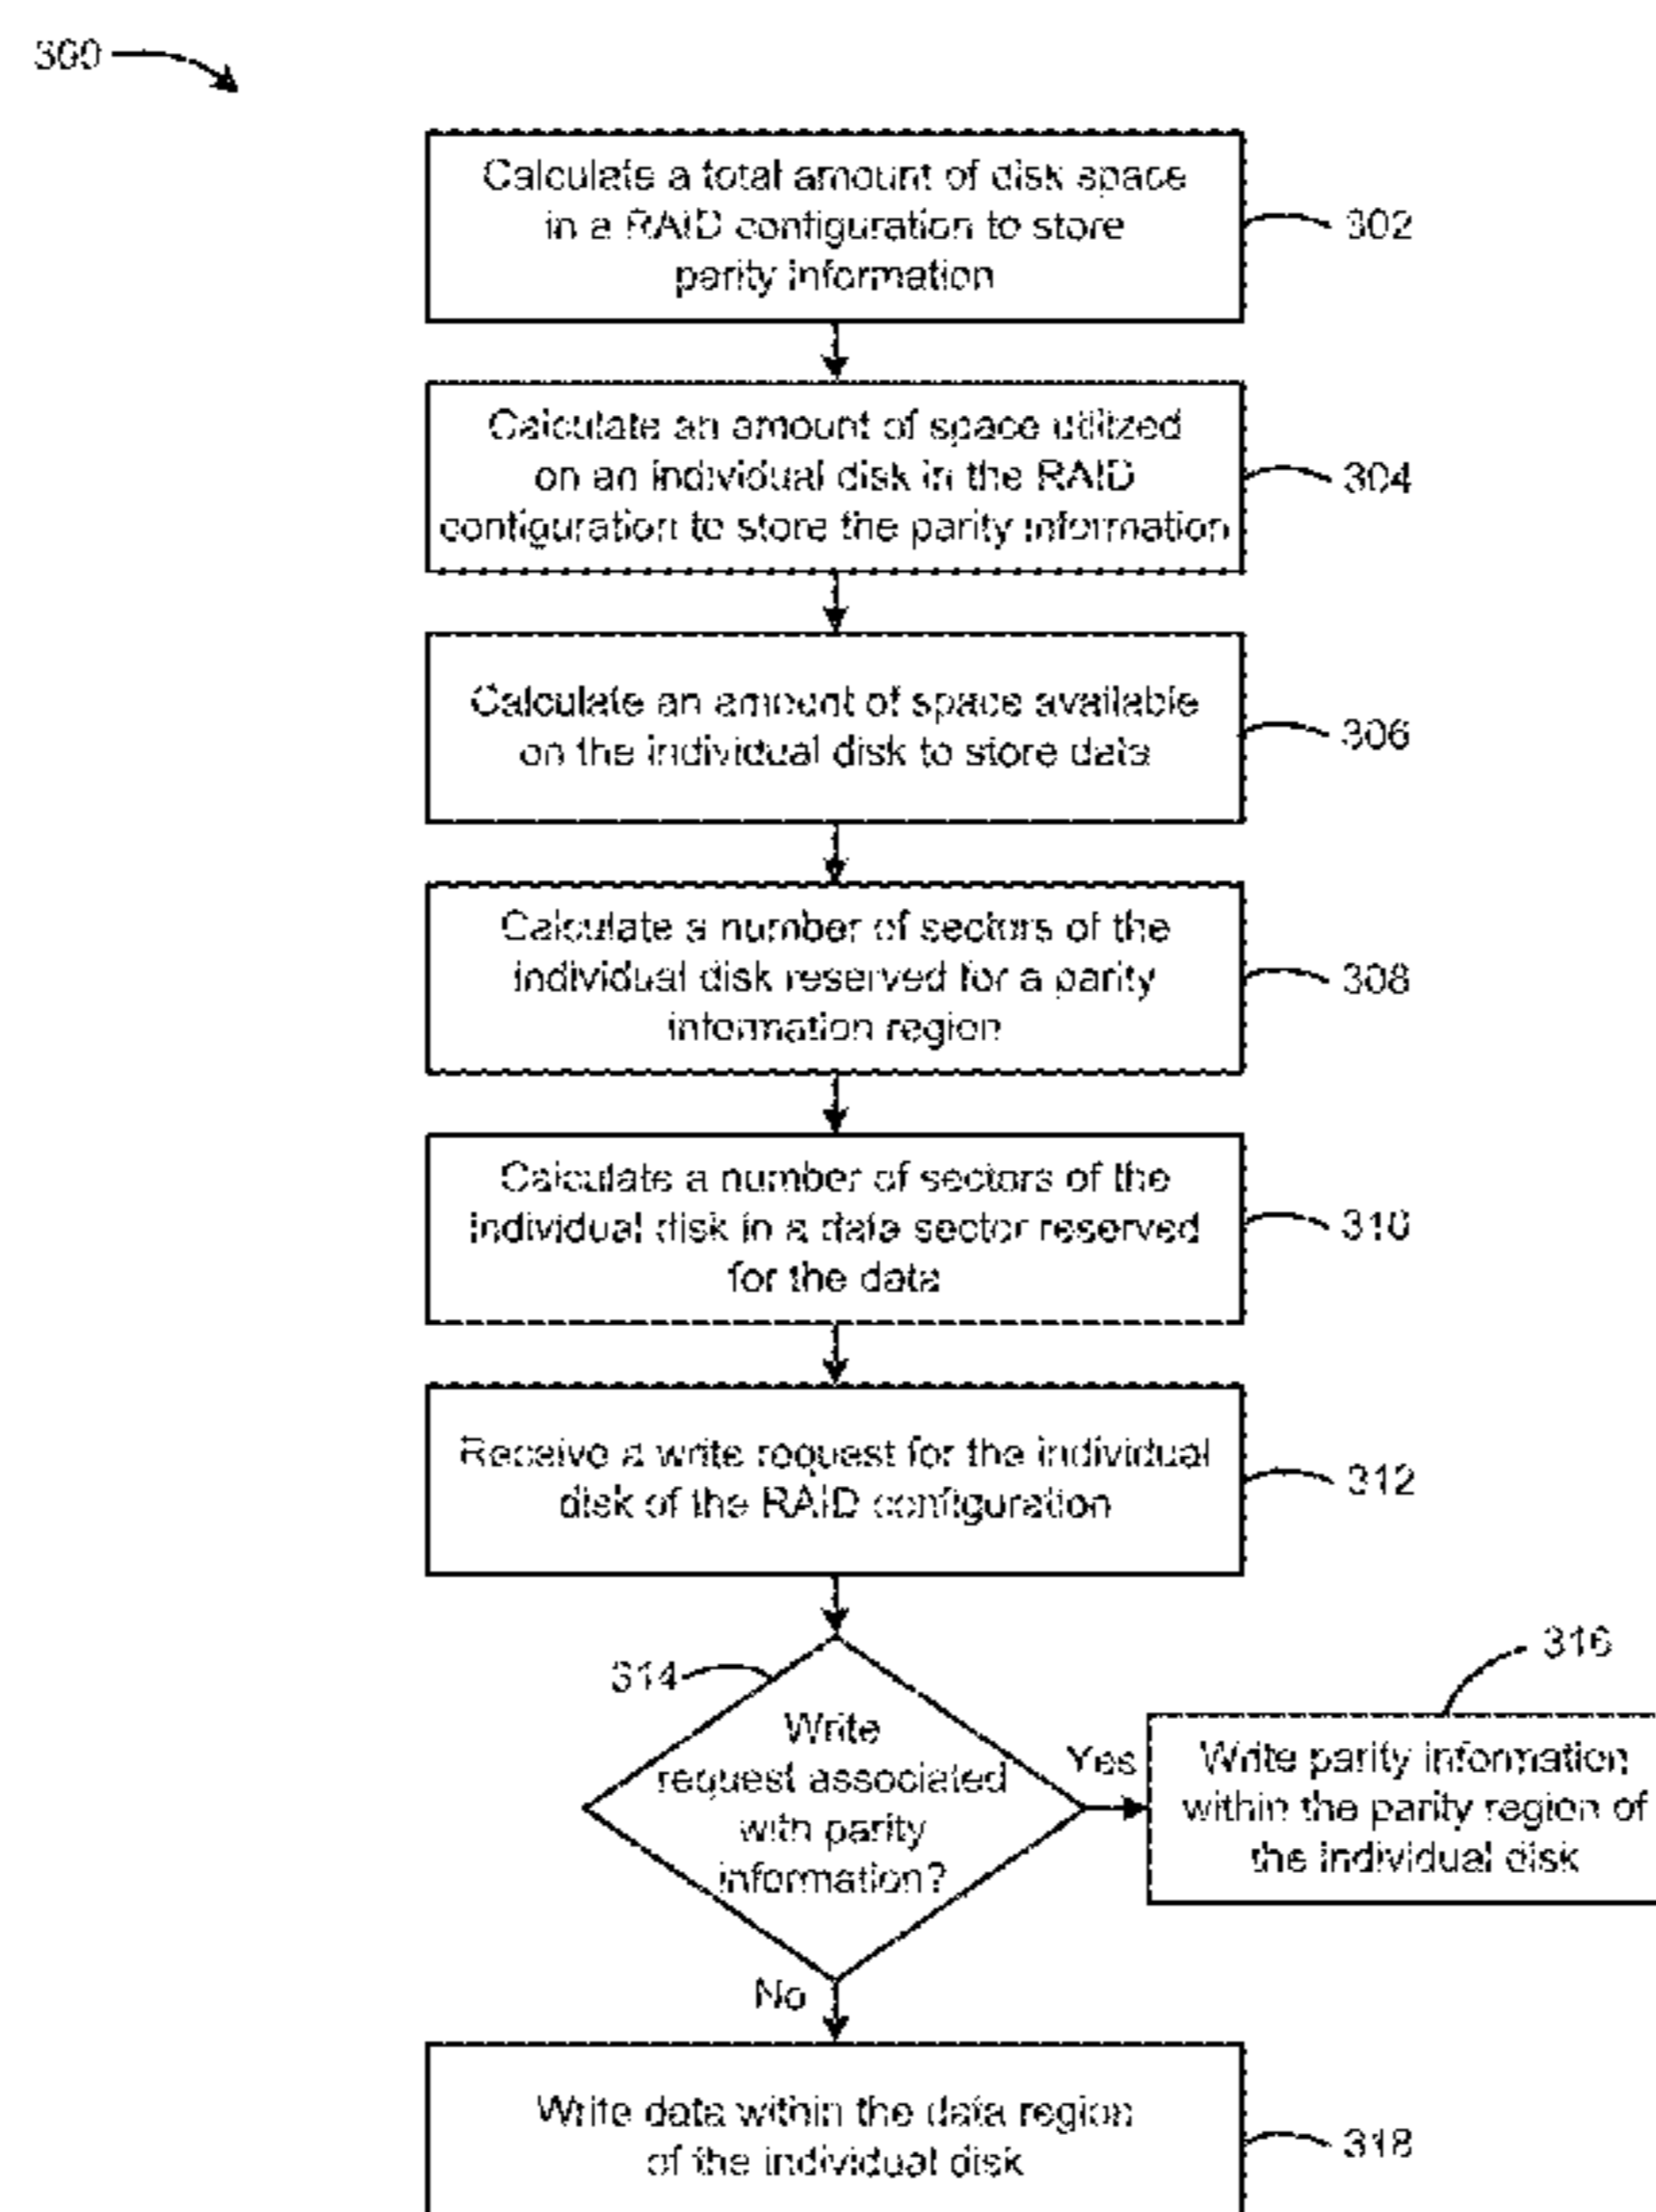 300
Calculate a total amount of disk space
in a RAID configuration to store
parity information
302
Calculate an amount of space utilized
on an individual disk in the RAID
configuration to store the parity information
304
Calculate an amount of space available
on the individual disk to store data
306
Calculate a number of sectors of the
individual disk reserved for a parity
information region
308
Calculate a number of sectors of the
individual disk in a data sector reserved
for the data
310
Receive a write request for the individual
disk of the RAID configuration
312
314
Write
request associated
with parity
information?
Yes
316
Write parity information
within the parity region of
the individual disk
No
Write data within the data region
of the individual disk
318